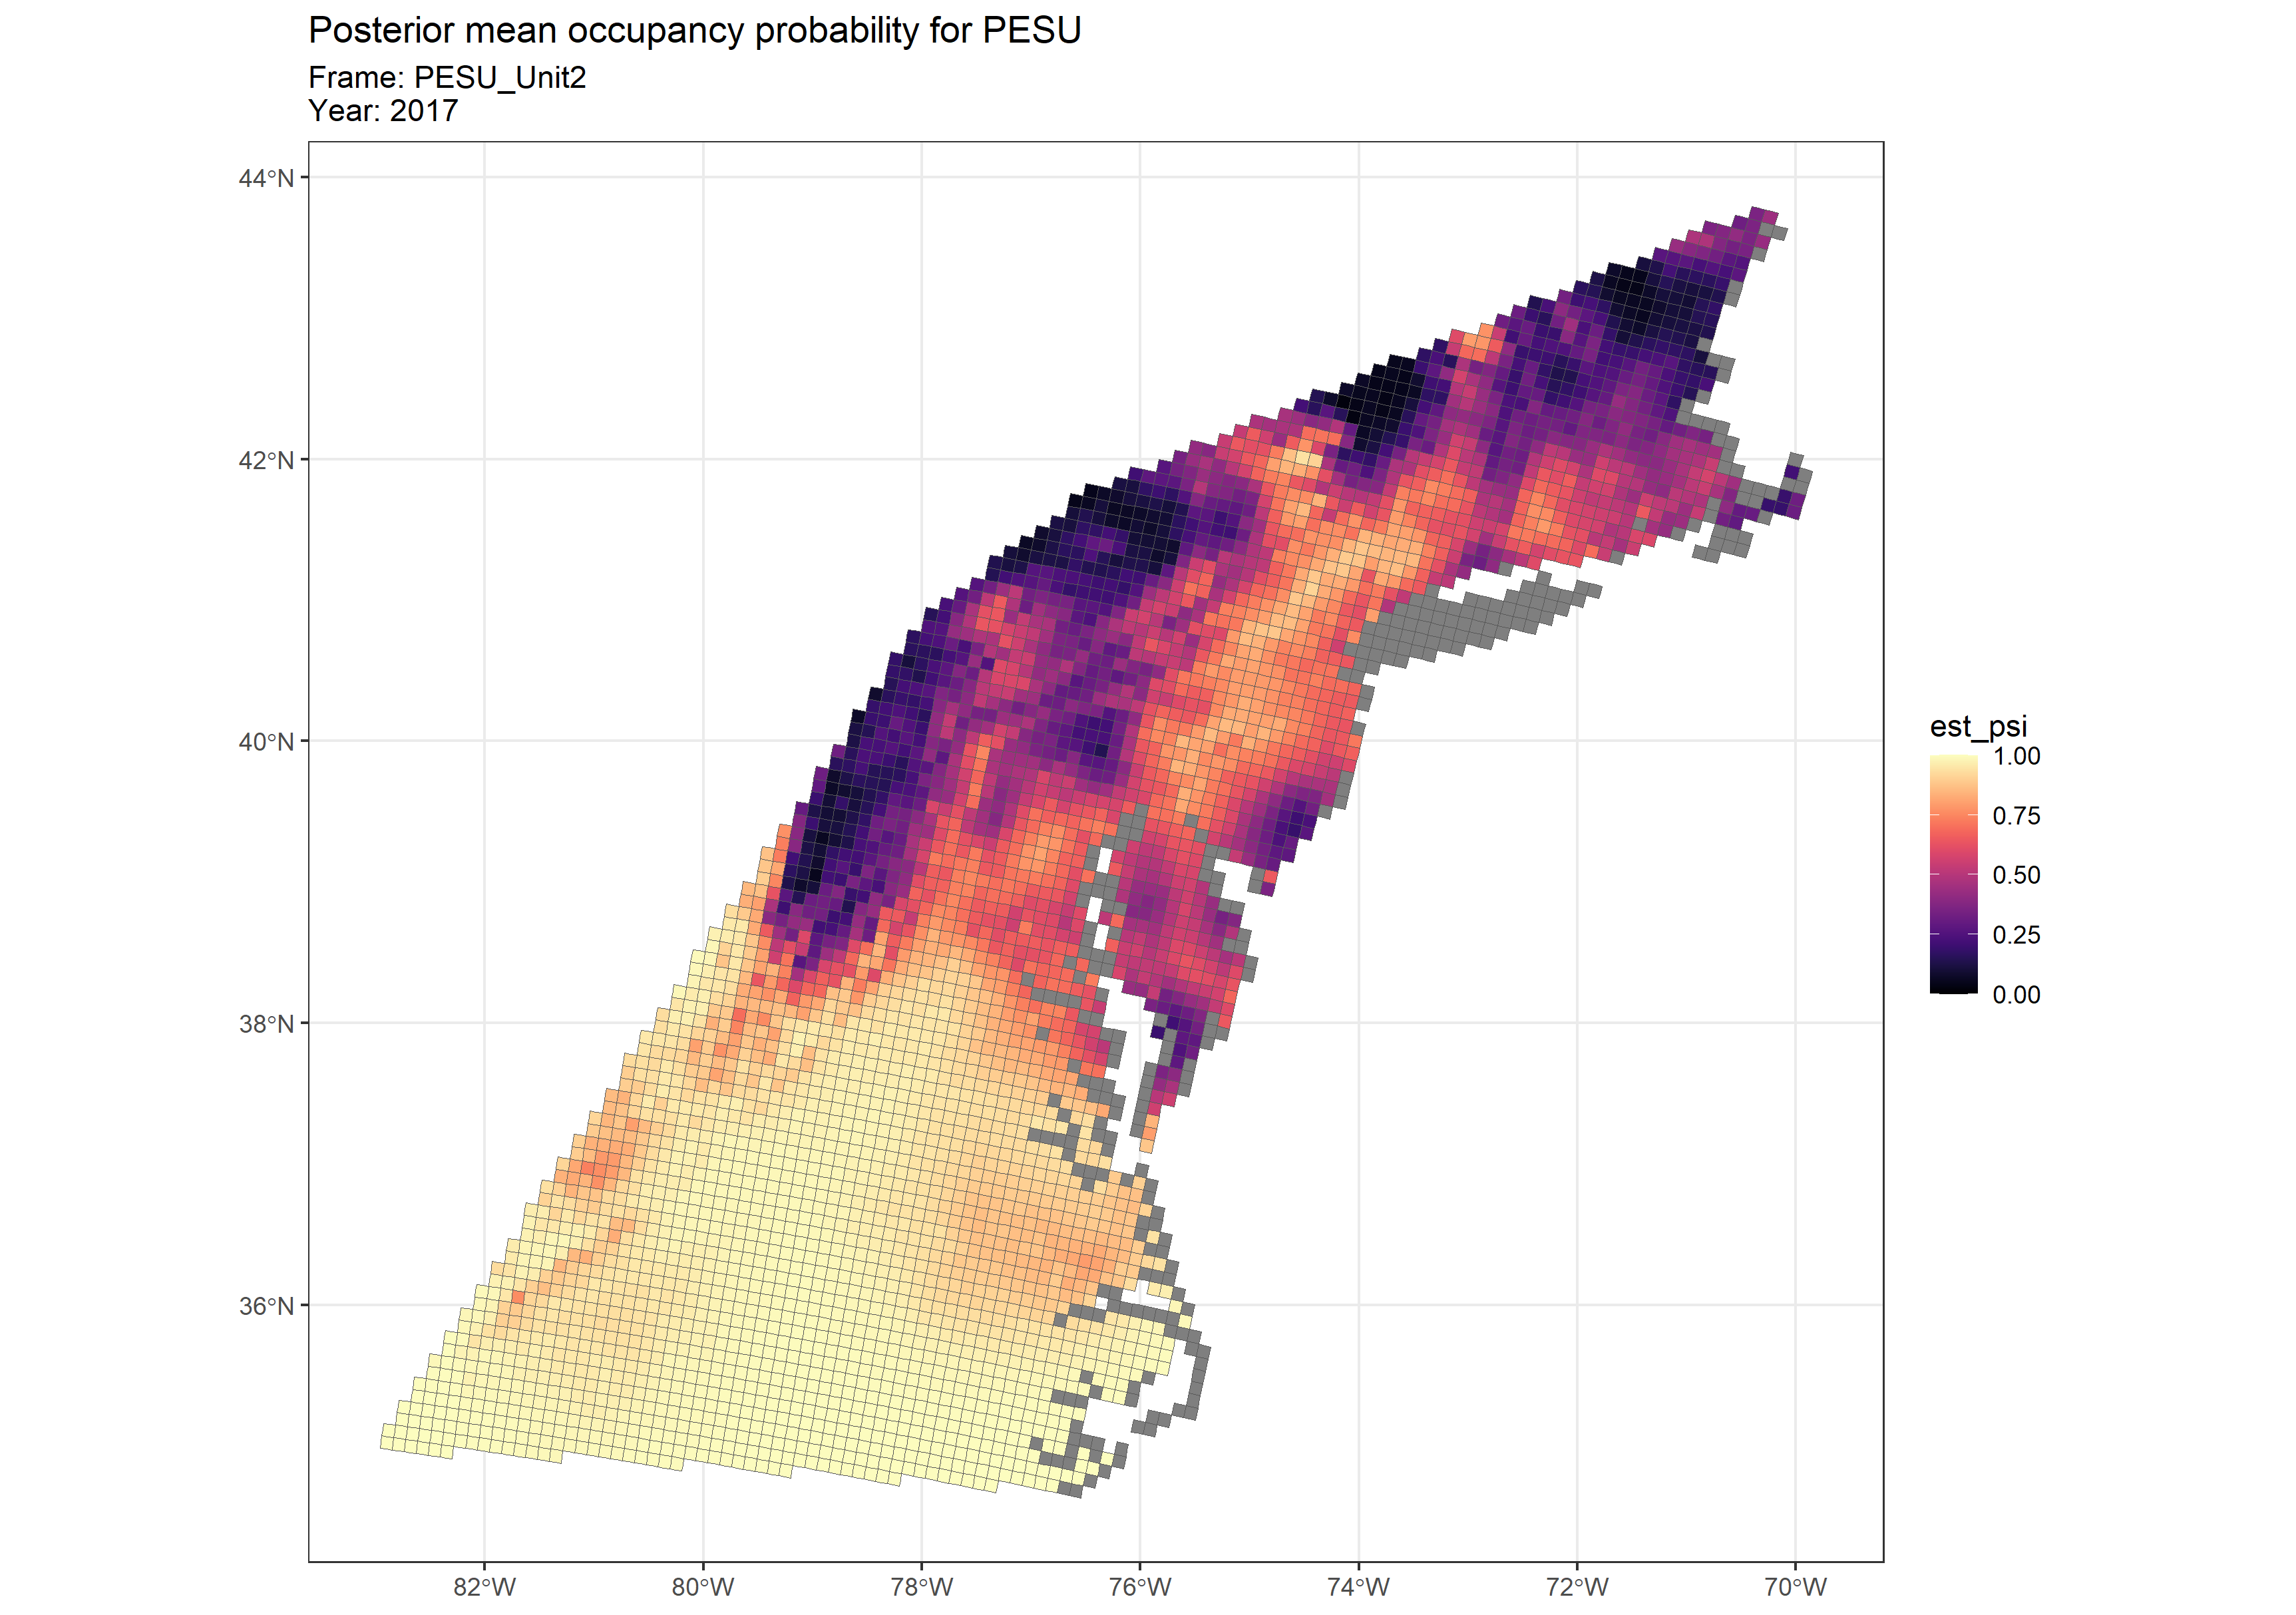 Posterior mean occupancy probability for PESU
Frame: PESU_Unit2
Year: 2017
44°N
42°N
40°N
38°N
36°N
82°W
80°W
78°W
76°W
74°W
72°W
70°W
est_psi
1.00
0.75
0.50
0.25
0.00